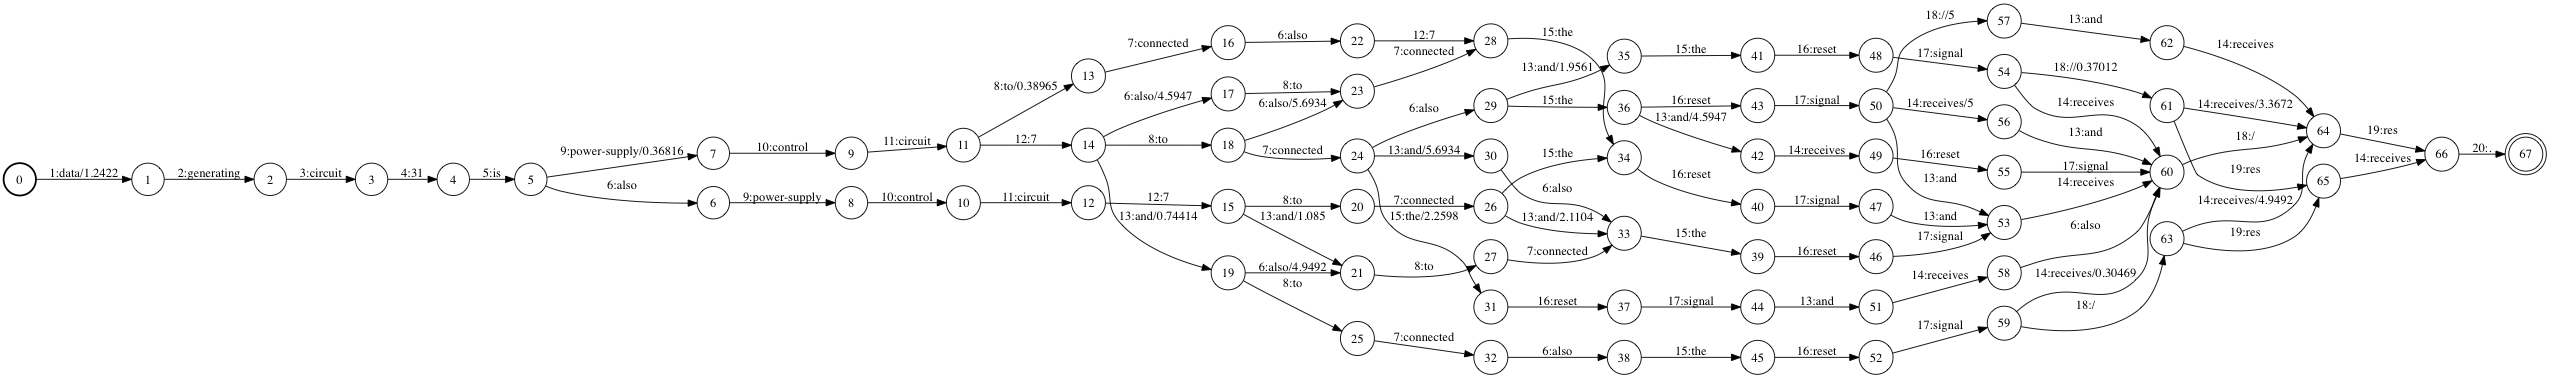 0 1:data/1.2422 1 2:generating 2 3:circuit 3 4:31 4 5:is 5
9:power-supply/0.36816 7 10:control 9 11:circuit 11
6:also 6 9:power-supply 8 10:control 10 11:circuit 12
8:to/0.38965 13 7:connected 16 6:also 22 12:7 28 15:the
12:7 14 6:also/4.5947 17 8:to 23 7:connected
8:to 18 6:also/5.6934
7:connected 24 6:also 29 13:and/1.9561 35 15:the 41 16:reset 48 17:signal 54
15:the 36 16:reset 43 17:signal 50 18://5 57 13:and 62 14:receives
13:and/4.5947 42 14:receives 49 16:reset 55 17:signal 60
13:and/5.6934 30 6:also
12:7 15 8:to 20 7:connected 26 15:the 34 16:reset 40 17:signal 47 13:and 53 14:receives
13:and/0.74414 13:and/1.085 15:the/2.2598 13:and/2.1104 33 15:the 39 16:reset 46 17:signal
19 6:also/4.9492 21 8:to 27 7:connected
8:to 25 7:connected 32 6:also 38 15:the 45 16:reset 52 17:signal 59
31 16:reset 37 17:signal 44 13:and 51 14:receives 58 6:also
14:receives/5 56 13:and
13:and
18://0.37012 61 14:receives/3.3672 64 19:res 66 20:. 67
14:receives
18:/
19:res 65 14:receives
14:receives/0.30469
18:/ 63 14:receives/4.9492
19:res